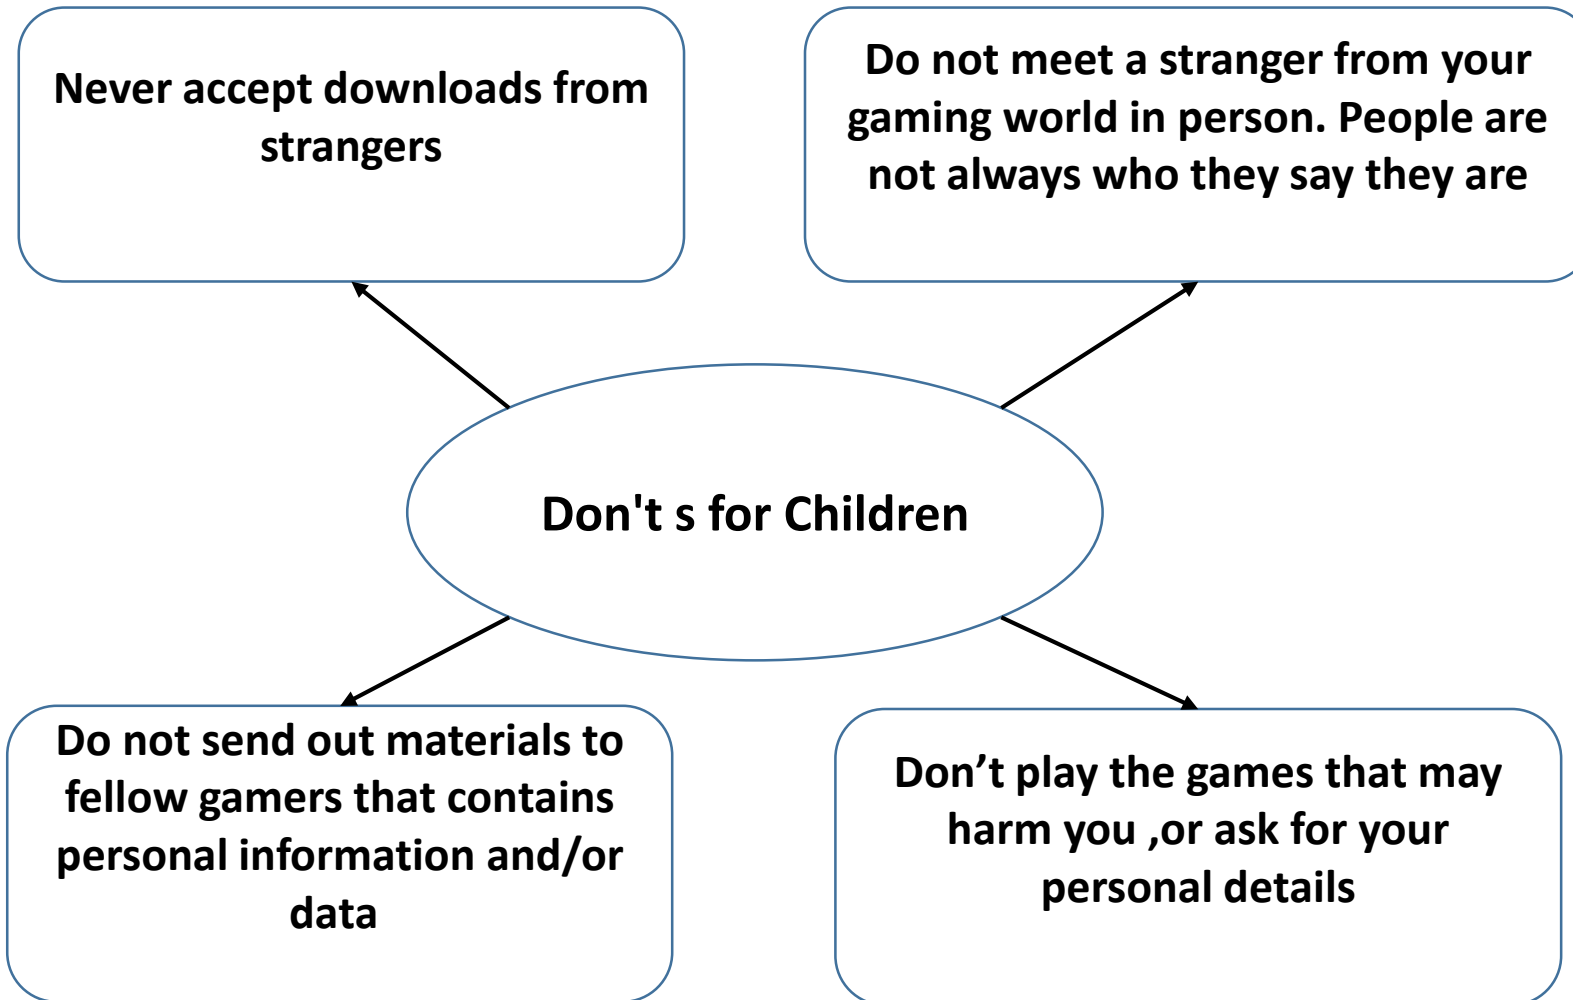 Never accept downloads from
strangers
Do not meet a stranger from your
gaming world in person. People are
not always who they say they are
Don't s for Children
Do not send out materials to
fellow gamers that contains
personal information and/or
data
Don’t play the games that may
harm you ,or ask for your
personal details